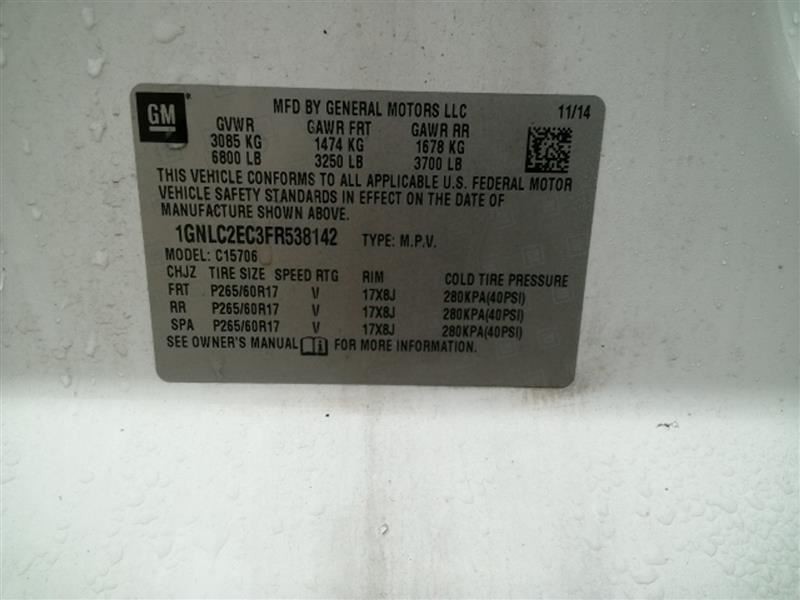 GM MFD BY GENERAL MOTORS LLC 11/14
GVWR GAWR FRT GAWR RR
3085 KG 1474 KG 1678 KG
6800 LB 3250 LB 3700 LB
THIS VEHICLE CONFORMS TO ALL APPLICABLE U.S. FEDERAL MOTOR
VEHICLE SAFETY STANDARDS IN EFFECT ON THE DATE OF
MANUFACTURE SHOWN ABOVE.
1GNLC2EC3FR538142 TYPE: M.P.V.
MODEL: C15706
CHJZ TIRE SIZE SPEED RTG RIM COLD TIRE PRESSURE
FRT P265/60R17 V 17X8J 280KPA(40PSI)
RR P265/60R17 V 17X8J 280KPA(40PSI)
SPA P265/60R17 V 17X8J 280KPA(40PSI)
SEE OWNER'S MANUAL FOR MORE INFORMATION.